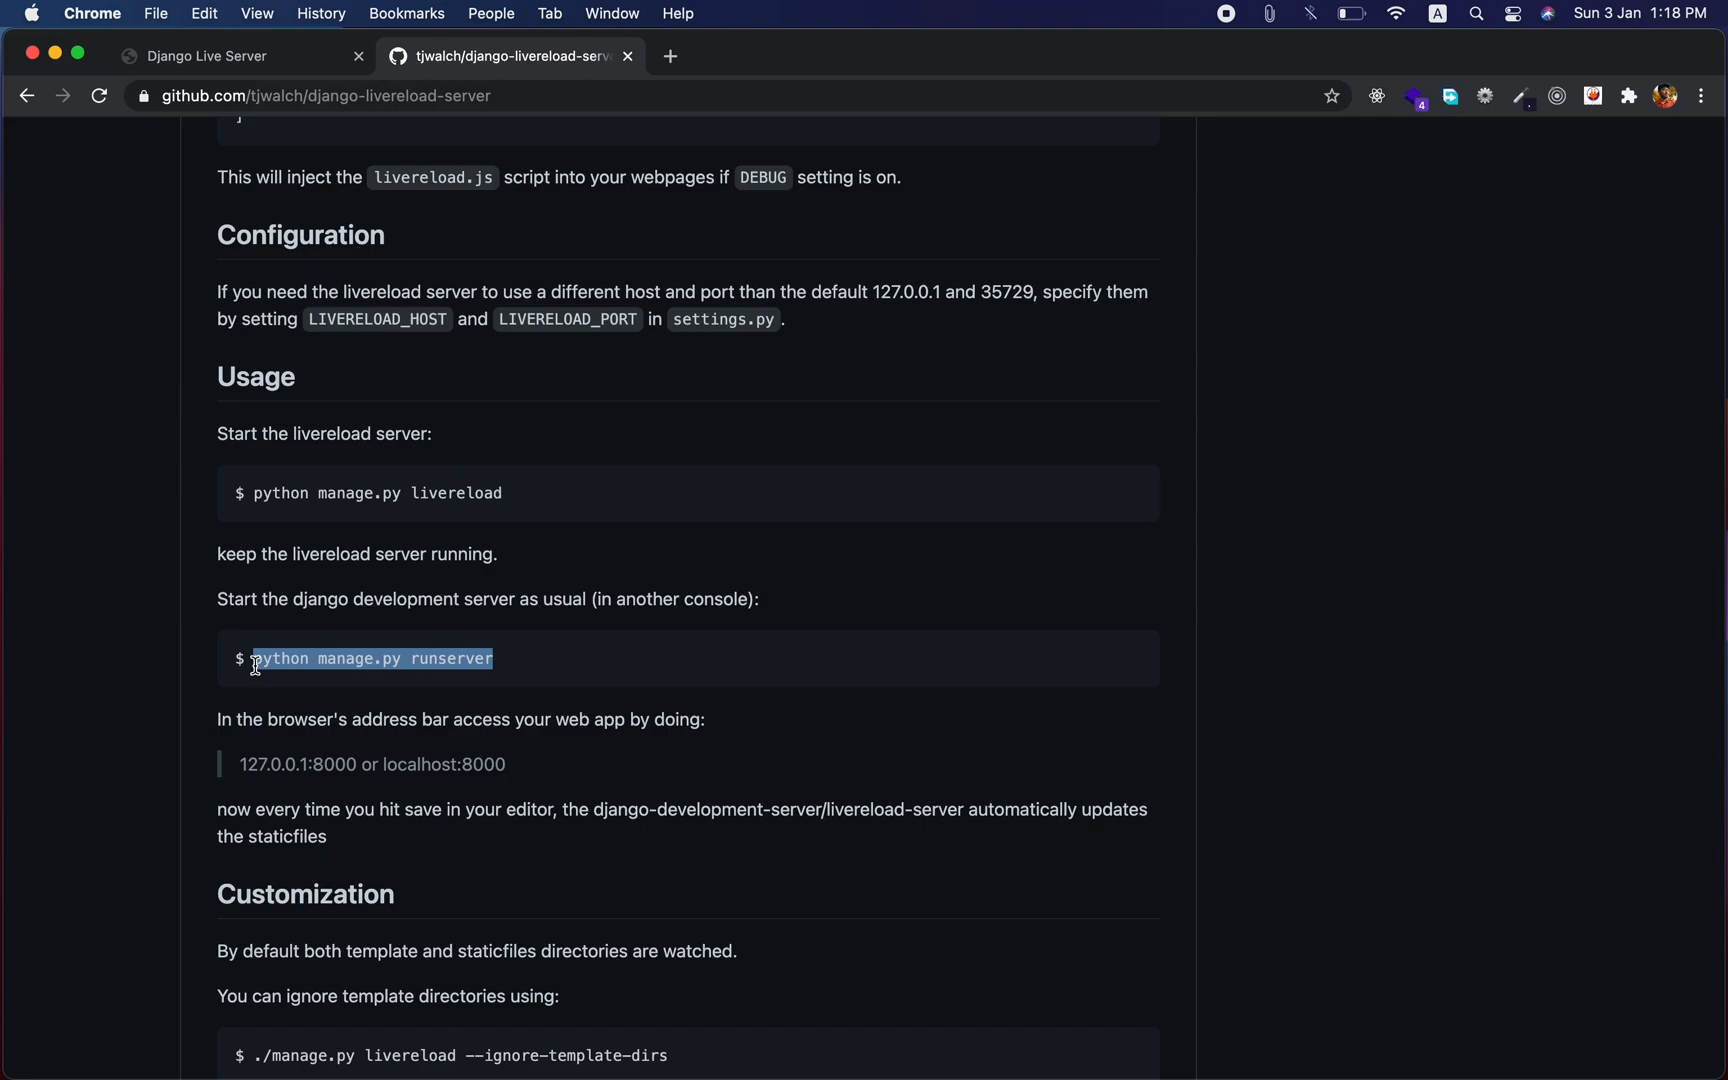 Chrome File Edit View History Bookmarks People Tab Window Help A Sun 3 Jan 1:18 PM
Django Live Server tjwalch/django-livereload-serv
github.com/tjwalch/django-livereload-server 4
]
This will inject the livereload.js script into your webpages if DEBUG setting is on.
Configuration
If you need the livereload server to use a different host and port than the default 127.0.0.1 and 35729, specify them
by setting LIVERELOAD_HOST and LIVERELOAD_PORT in settings.py.
Usage
Start the livereload server:
$ python manage.py livereload
keep the livereload server running.
Start the django development server as usual (in another console):
$ python manage.py runserver
In the browser's address bar access your web app by doing:
127.0.0.1:8000 or localhost:8000
now every time you hit save in your editor, the django-development-server/livereload-server automatically updates
the staticfiles
Customization
By default both template and staticfiles directories are watched.
You can ignore template directories using:
$ ./manage.py livereload --ignore-template-dirs